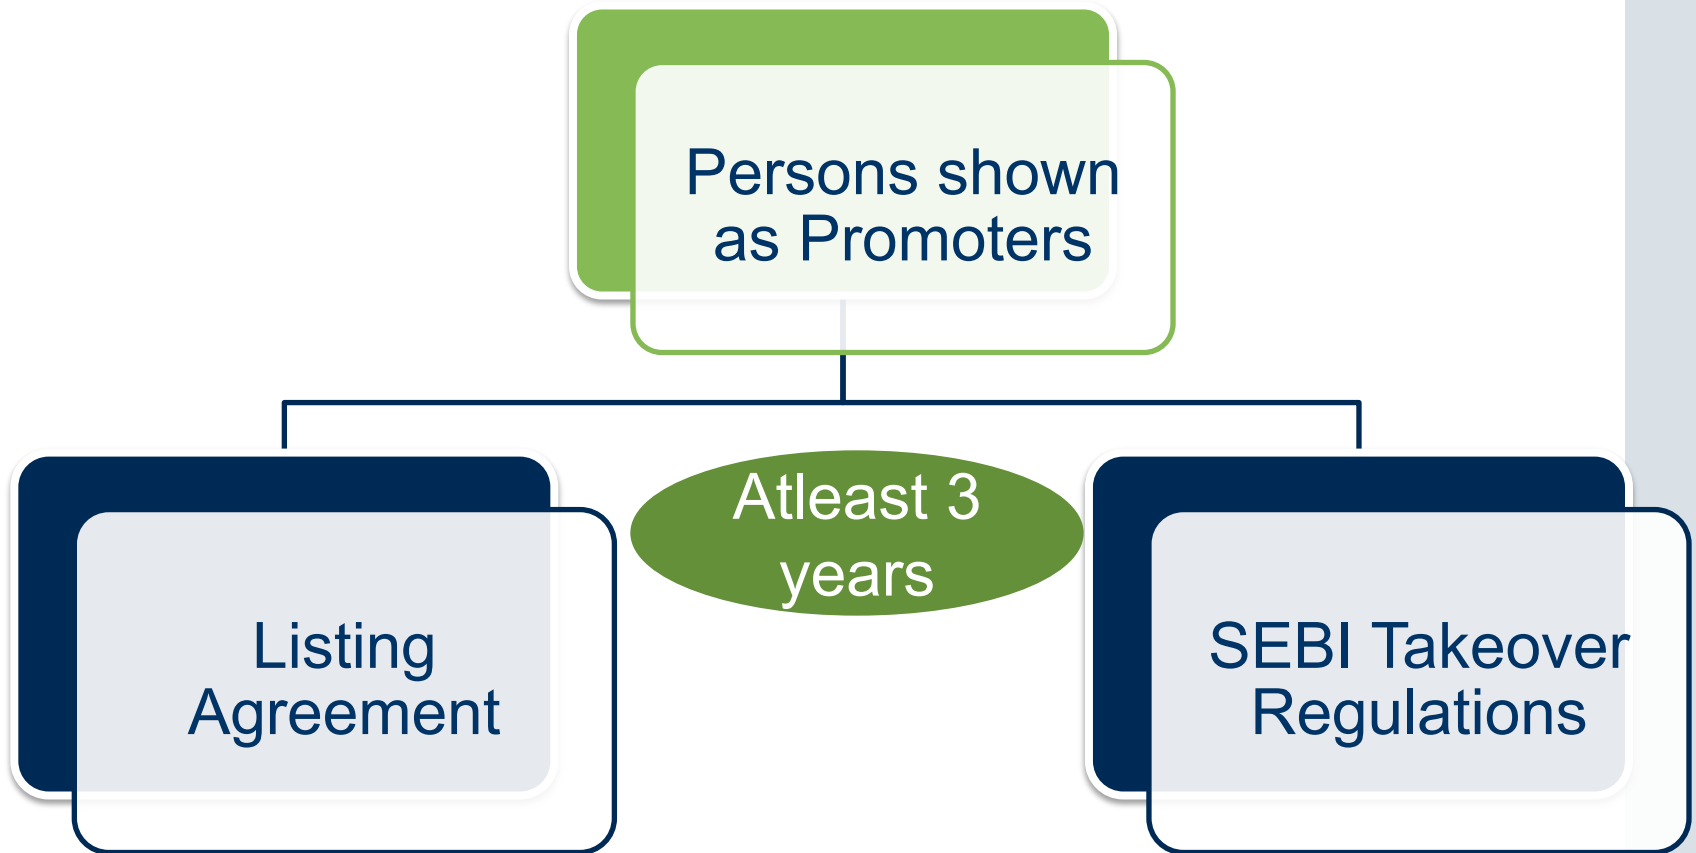 Persons shown
as Promoters
Atleast 3
years
Listing
Agreement
SEBI Takeover
Regulations